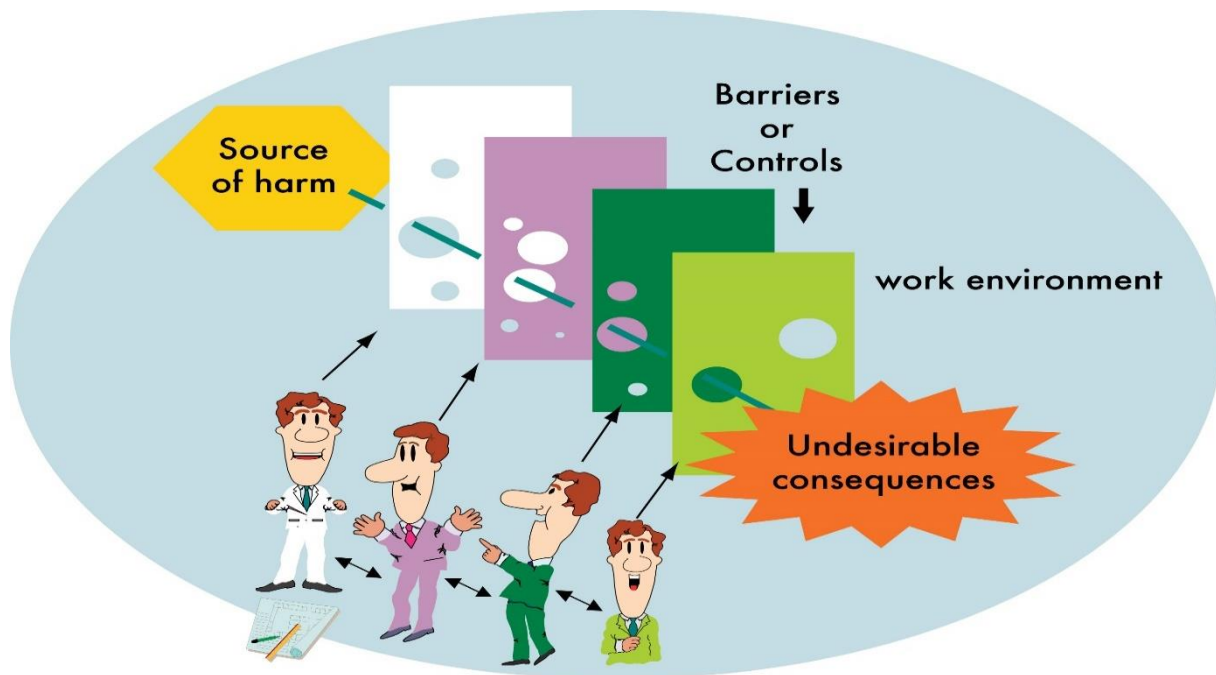 Source
of harm
Barriers
or
Controls
work environment
Undesirable
consequences